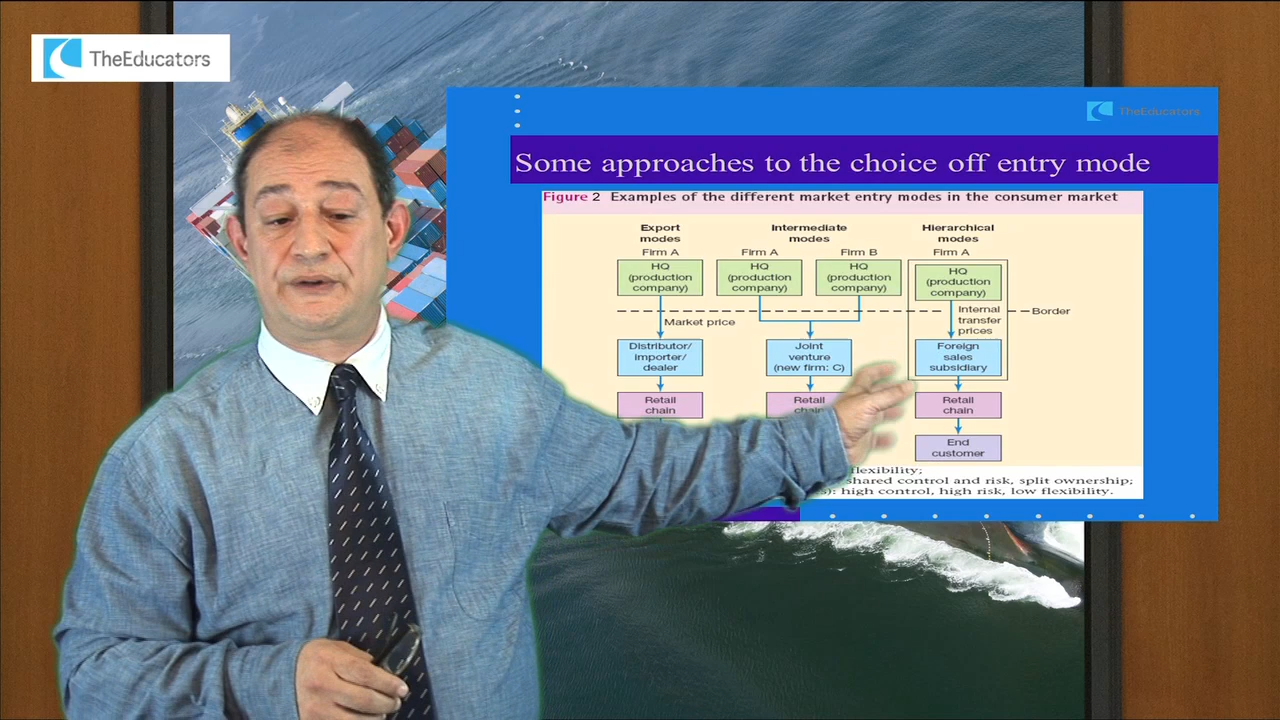 TheEducators
TheEducators
Some approaches to the choice off entry mode
Figure 2 Examples of the different market entry modes in the consumer market
Export
modes
Intermediate
modes
Hierarchical
modes
Firm A
Firm A
Firm B
Firm A
HQ
(production
company)
HQ
(production
company)
HQ
(production
company)
HQ
(production
company)
Border
Market price
Internal
transfer
prices
Distributor/
importer/
dealer
Joint
venture
(new firm: C)
Foreign
sales
subsidiary
Retail
chain
Retail
chain
Retail
chain
End
customer
flexibility;
shared control and risk, split ownership;
): high control, high risk, low flexibility.